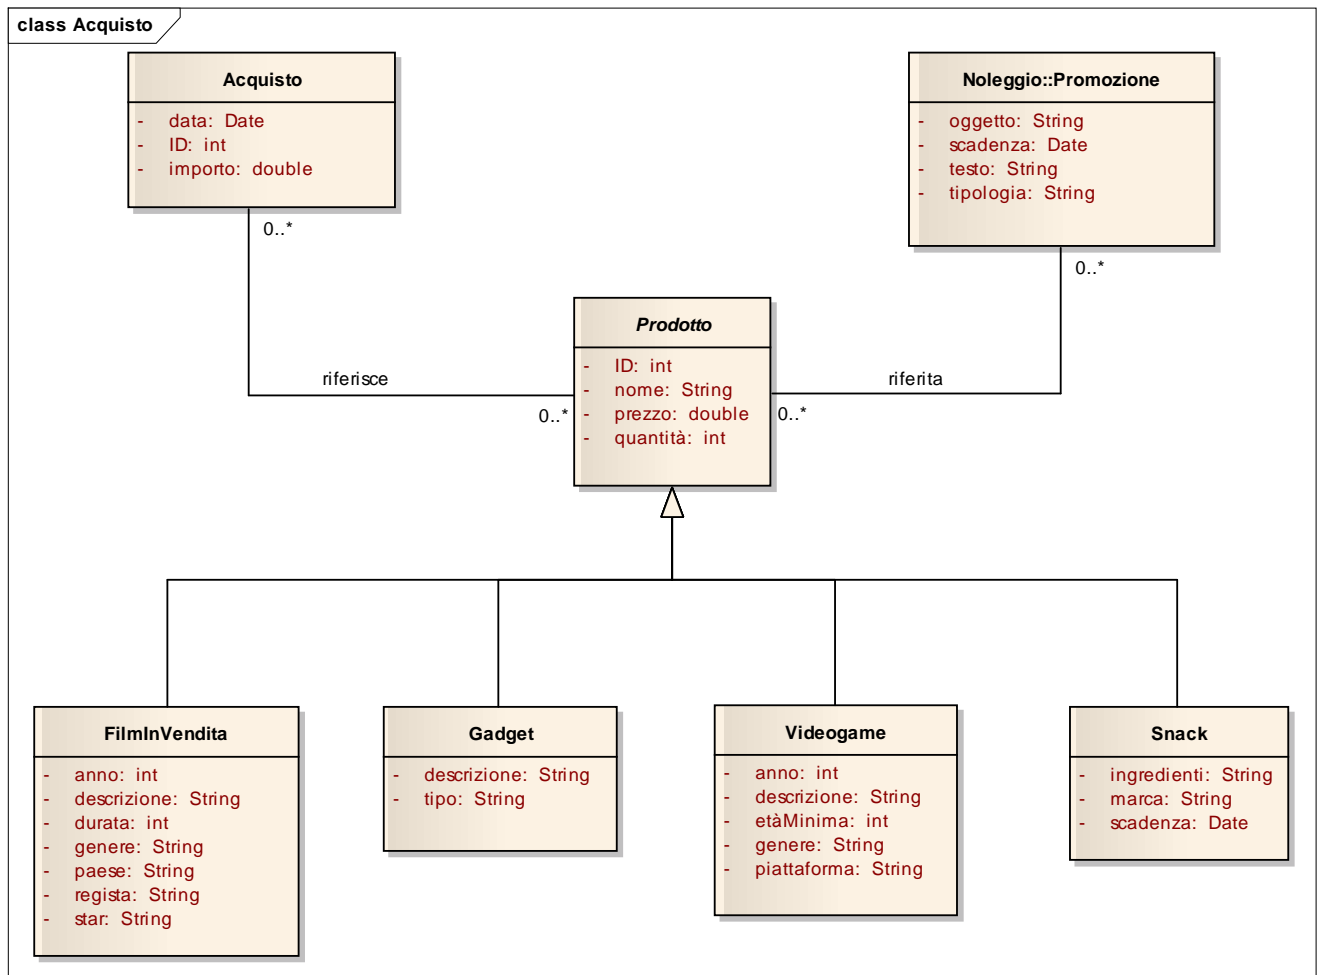 class Acquisto
Acquisto
- data: Date
- ID: int
- importo: double
0..*
Noleggio::Promozione
- oggetto: String
- scadenza: Date
- testo: String
- tipologia: String
0..*
Prodotto
- ID: int
- nome: String
- prezzo: double
- quantità: int
riferisce
0..*
riferita
0..*
FilmInVendita
- anno: int
- descrizione: String
- durata: int
- genere: String
- paese: String
- regista: String
- star: String
Gadget
- descrizione: String
- tipo: String
Videogame
- anno: int
- descrizione: String
- etàMinima: int
- genere: String
- piattaforma: String
Snack
- ingredienti: String
- marca: String
- scadenza: Date